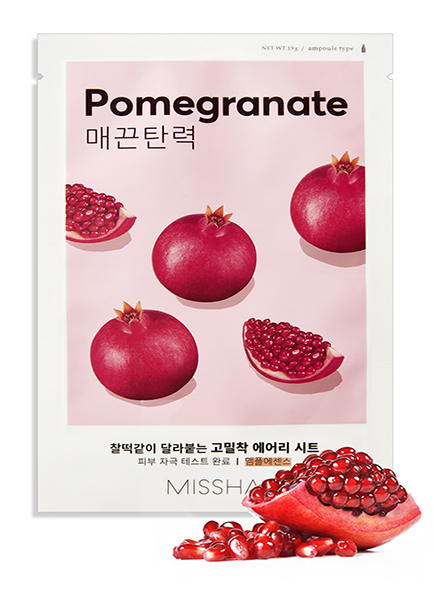 NET WT. 19 g / ampoule type
Pomegranate
매끈탄력
찰떡같이 달라붙는 고밀착 에어리 시트
피부 자극 테스트 완료 | 앰플에센스
MISSHA